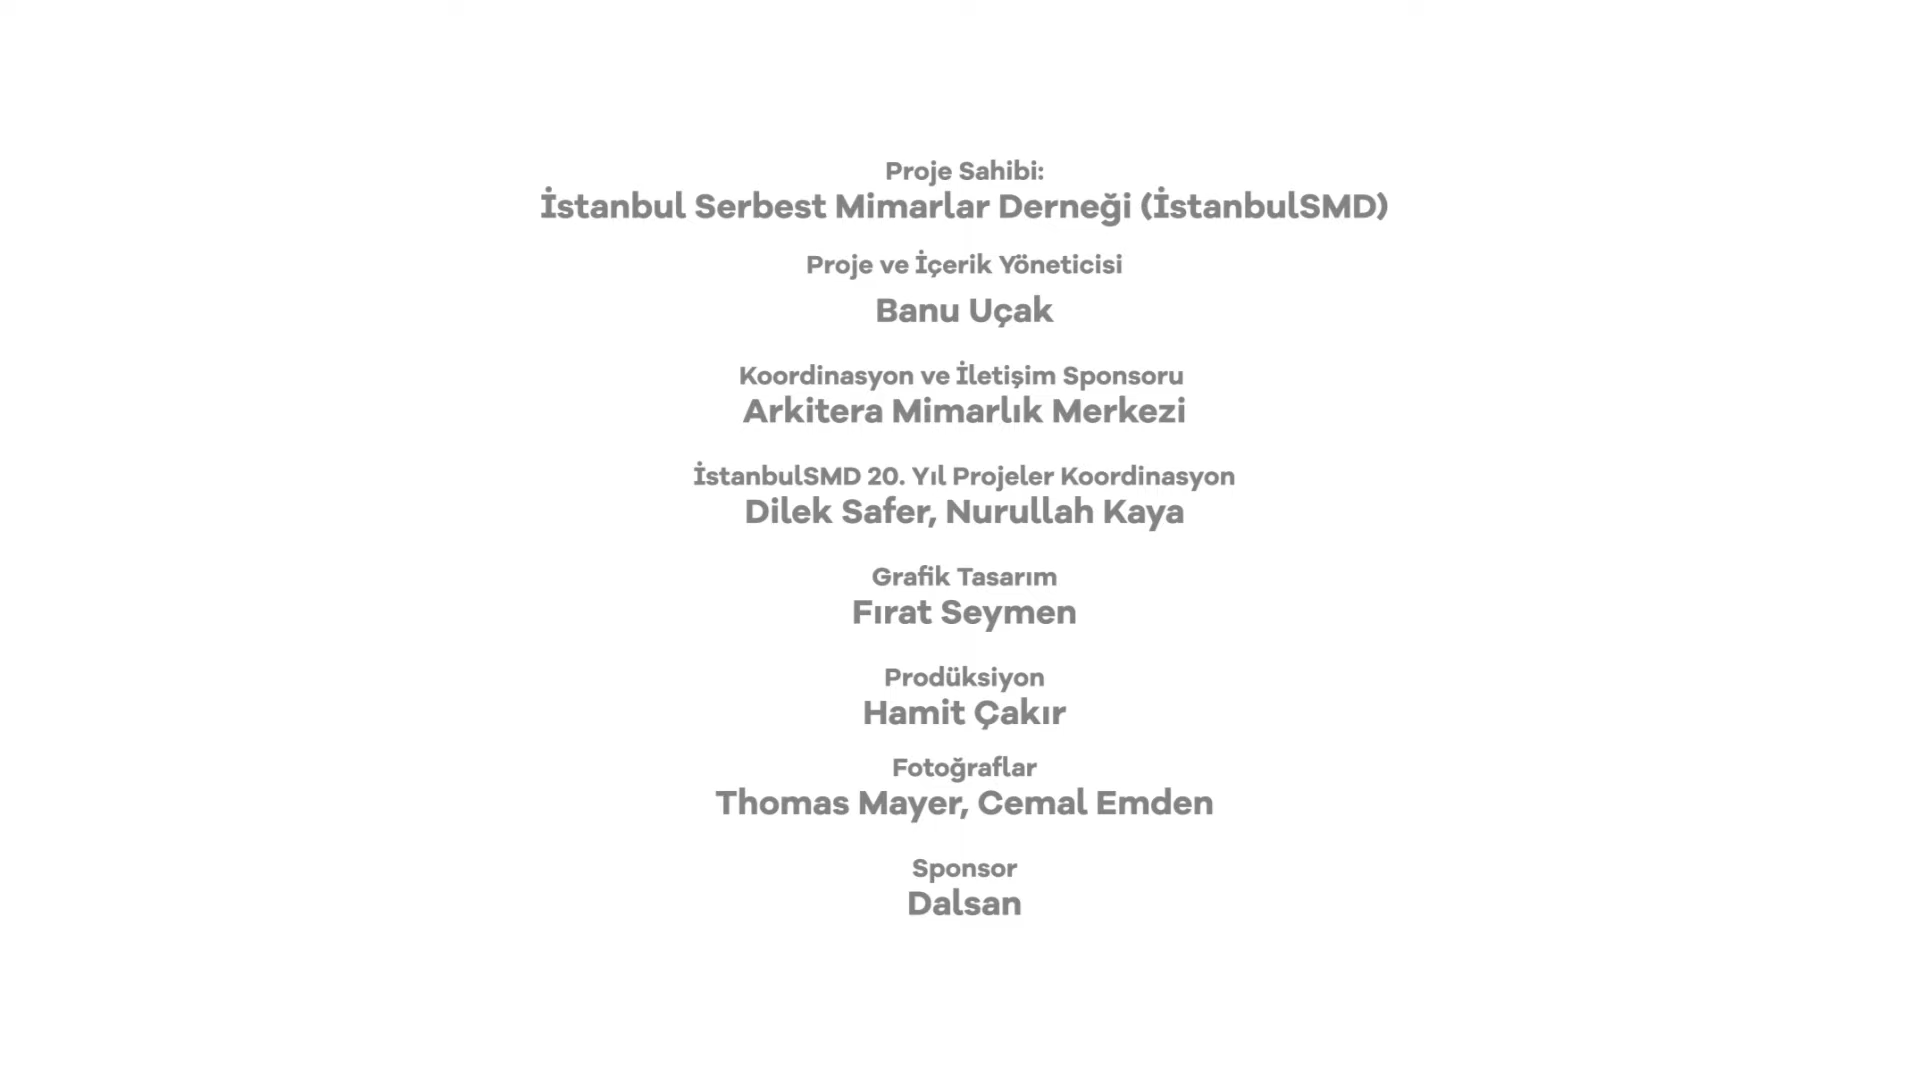 Proje Sahibi:
İstanbul Serbest Mimarlar Derneği (İstanbulSMD)
Proje ve İçerik Yöneticisi
Banu Uçak
Koordinasyon ve İletişim Sponsoru
Arkitera Mimarlık Merkezi
İstanbulSMD 20. Yıl Projeler Koordinasyon
Dilek Safer, Nurullah Kaya
Grafik Tasarım
Fırat Seymen
Prodüksiyon
Hamit Çakır
Fotoğraflar
Thomas Mayer, Cemal Emden
Sponsor
Dalsan